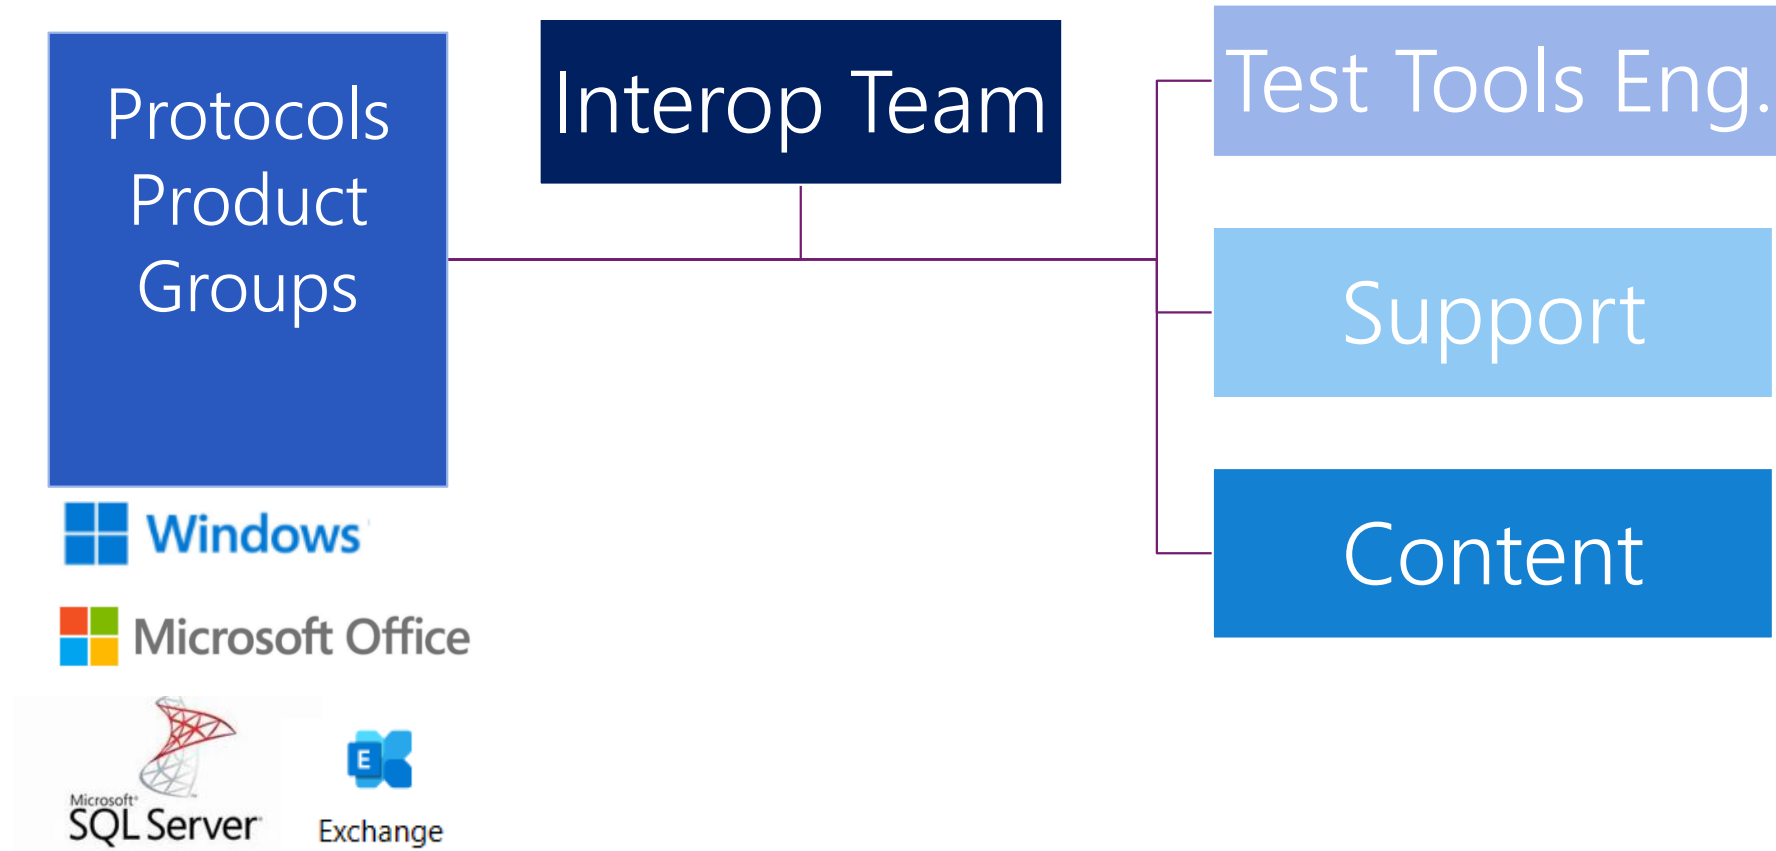 Protocols
Product
Groups
Interop Team
Test Tools Eng.
Support
Content
Windows
Microsoft Office
Microsoft
SQL Server
E
Exchange